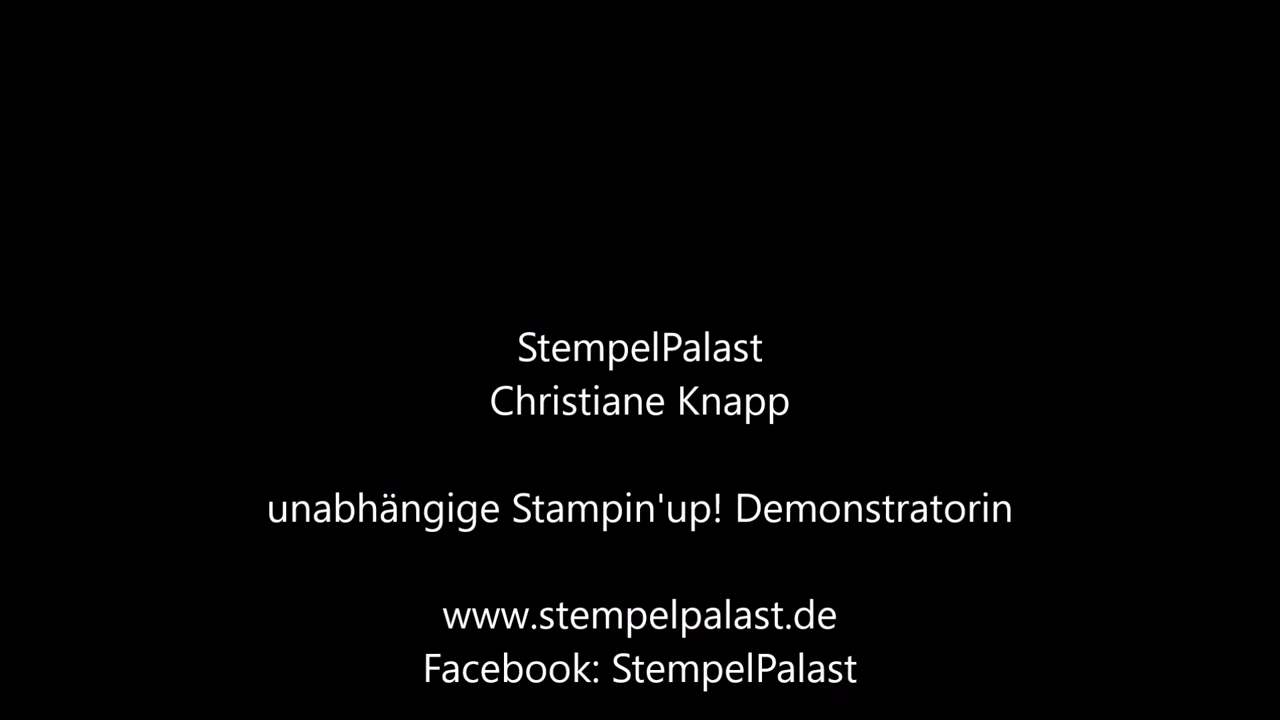 StempelPalast
Christiane Knapp
unabhängige Stampin'up! Demonstratorin
www.stempelpalast.de
Facebook: StempelPalast